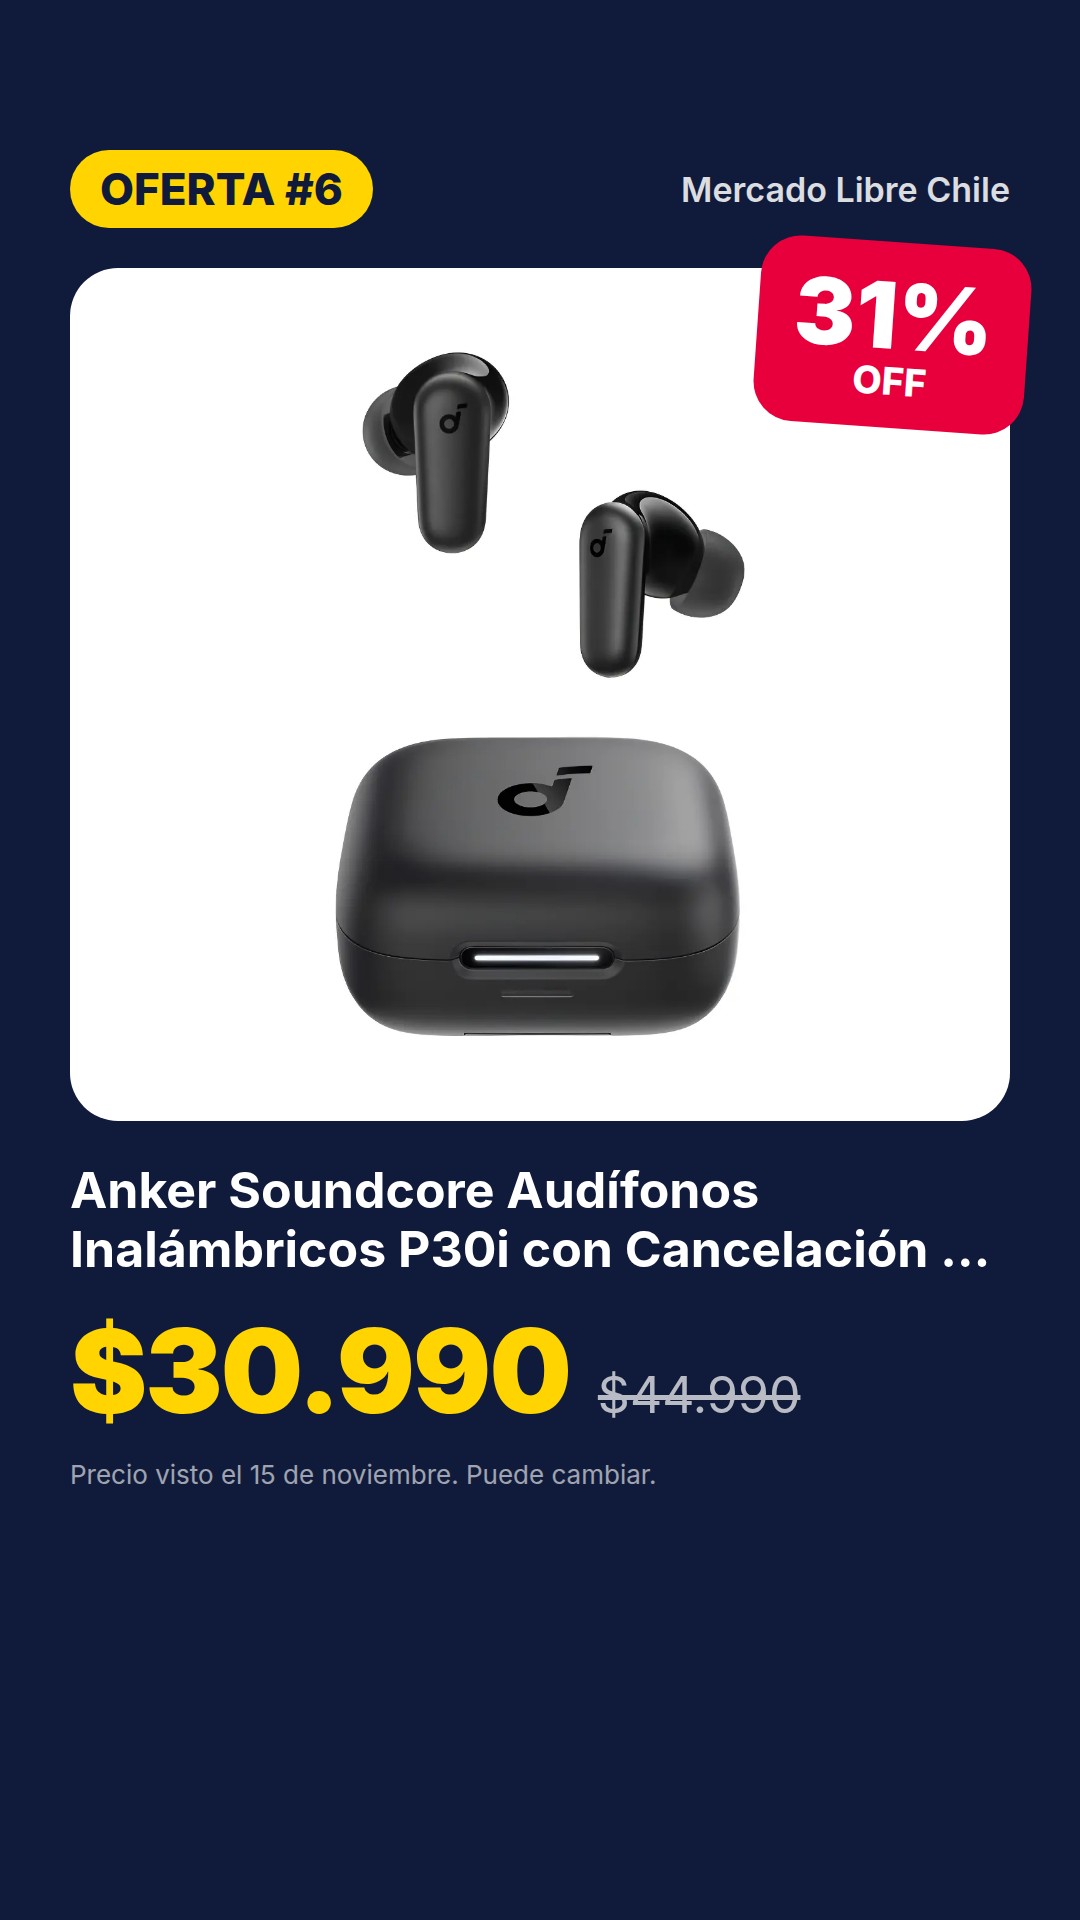 OFERTA #6
Mercado Libre Chile
31%
OFF
Anker Soundcore Audífonos
Inalámbricos P30i con Cancelación ...
$30.990 $44.990
Precio visto el 15 de noviembre. Puede cambiar.